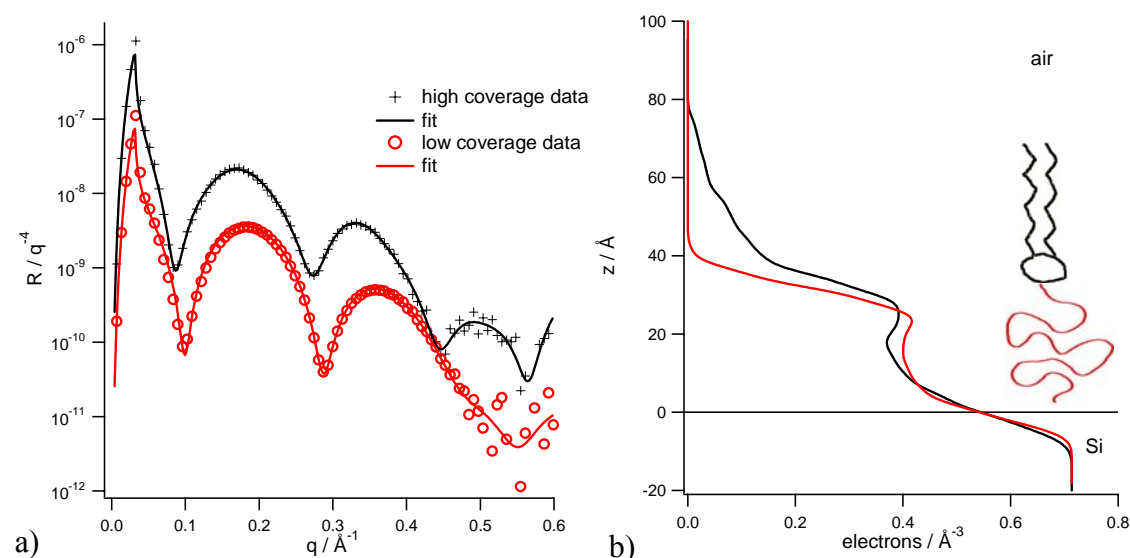 10⁻⁶
10⁻⁷
10⁻⁸
10⁻⁹
10⁻¹⁰
10⁻¹¹
10⁻¹²
R / q⁻⁴
high coverage data
fit
low coverage data
fit
0.0 0.1 0.2 0.3 0.4 0.5 0.6
q / Å⁻¹
a)
100
80
60
40
20
0
-20
z / Å
air
Si
0.0 0.2 0.4 0.6 0.8
electrons / Å⁻³
b)